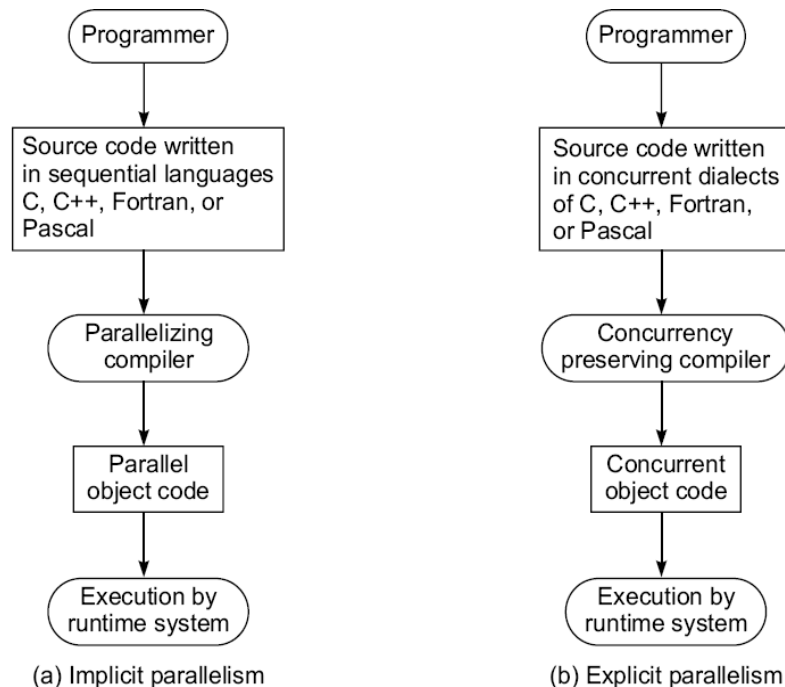 Programmer
Source code written
in sequential languages
C, C++, Fortran, or
Pascal
Parallelizing
compiler
Parallel
object code
Execution by
runtime system
(a) Implicit parallelism
Programmer
Source code written
in concurrent dialects
of C, C++, Fortran,
or Pascal
Concurrency
preserving compiler
Concurrent
object code
Execution by
runtime system
(b) Explicit parallelism